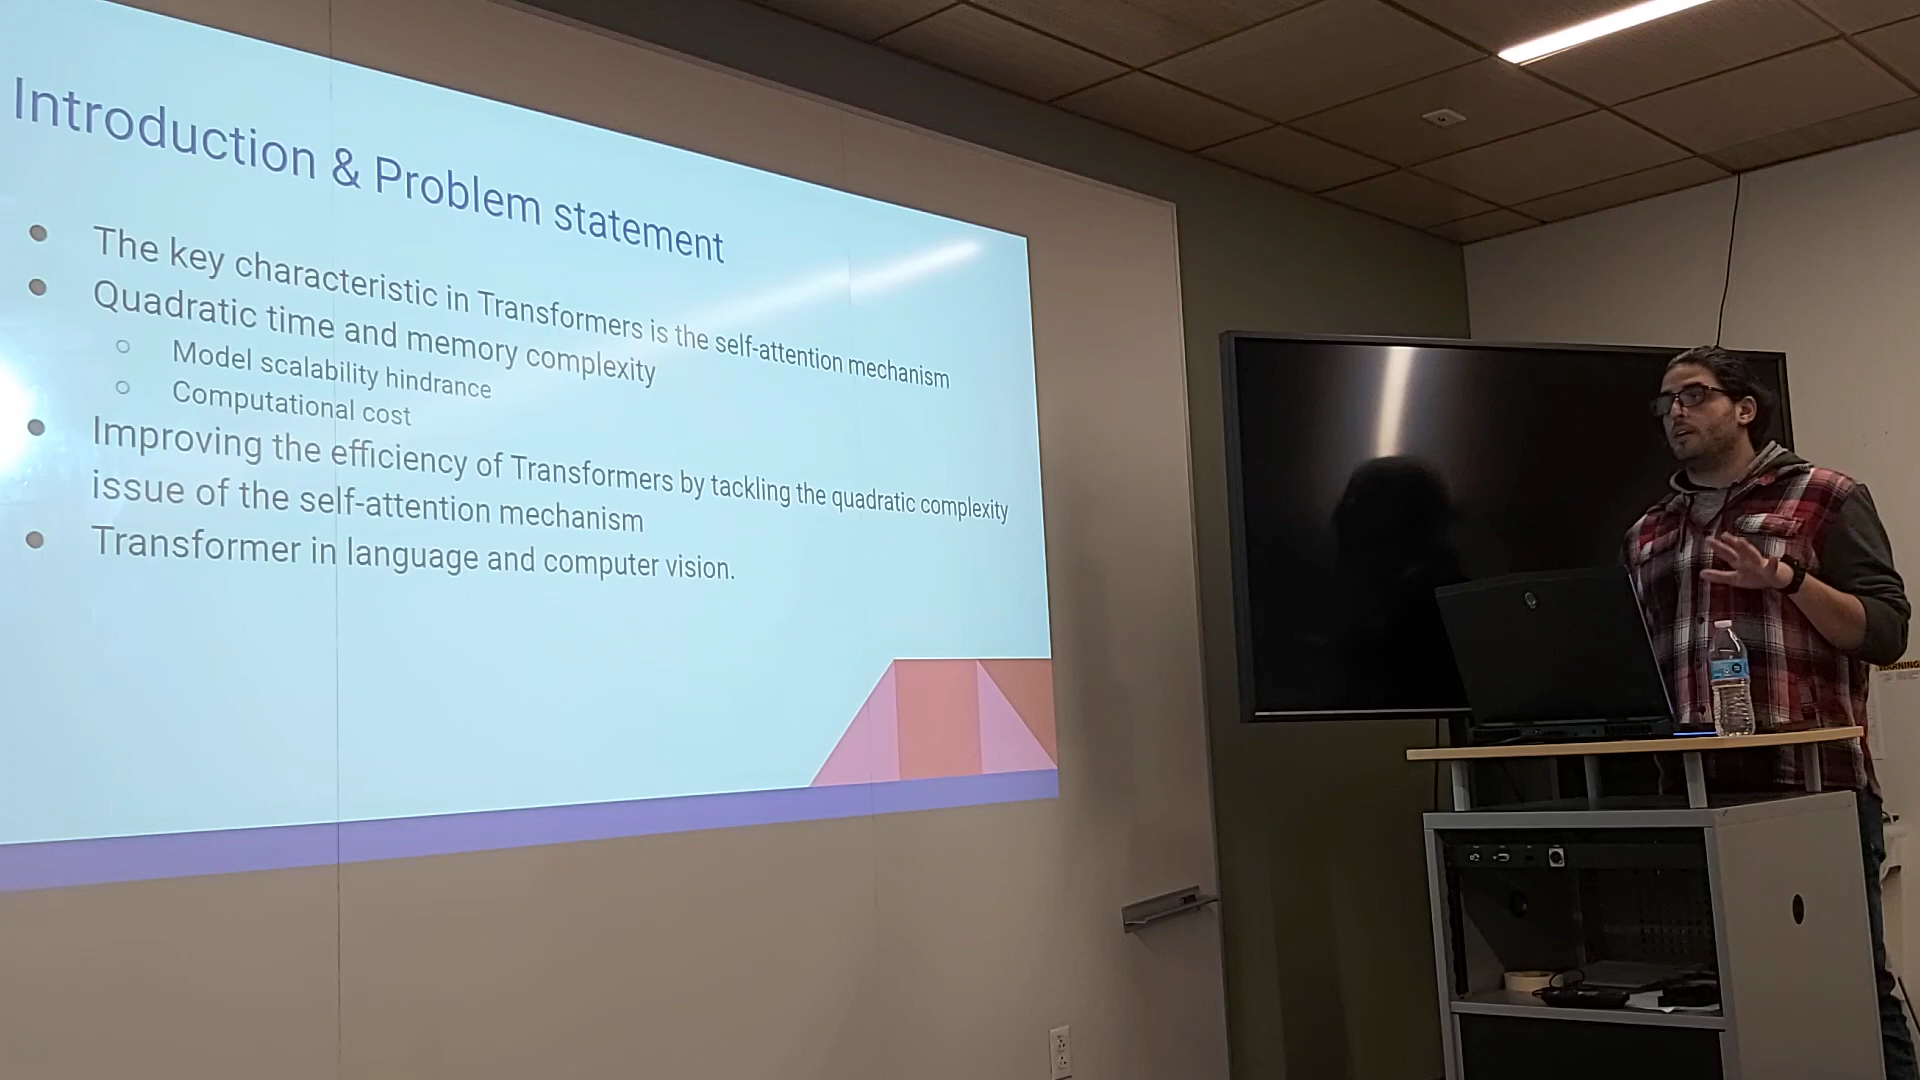 Introduction & Problem statement
The key characteristic in Transformers is the self-attention mechanism
Quadratic time and memory complexity
Model scalability hindrance
Computational cost
Improving the efficiency of Transformers by tackling the quadratic complexity
issue of the self-attention mechanism
Transformer in language and computer vision.
WARNING